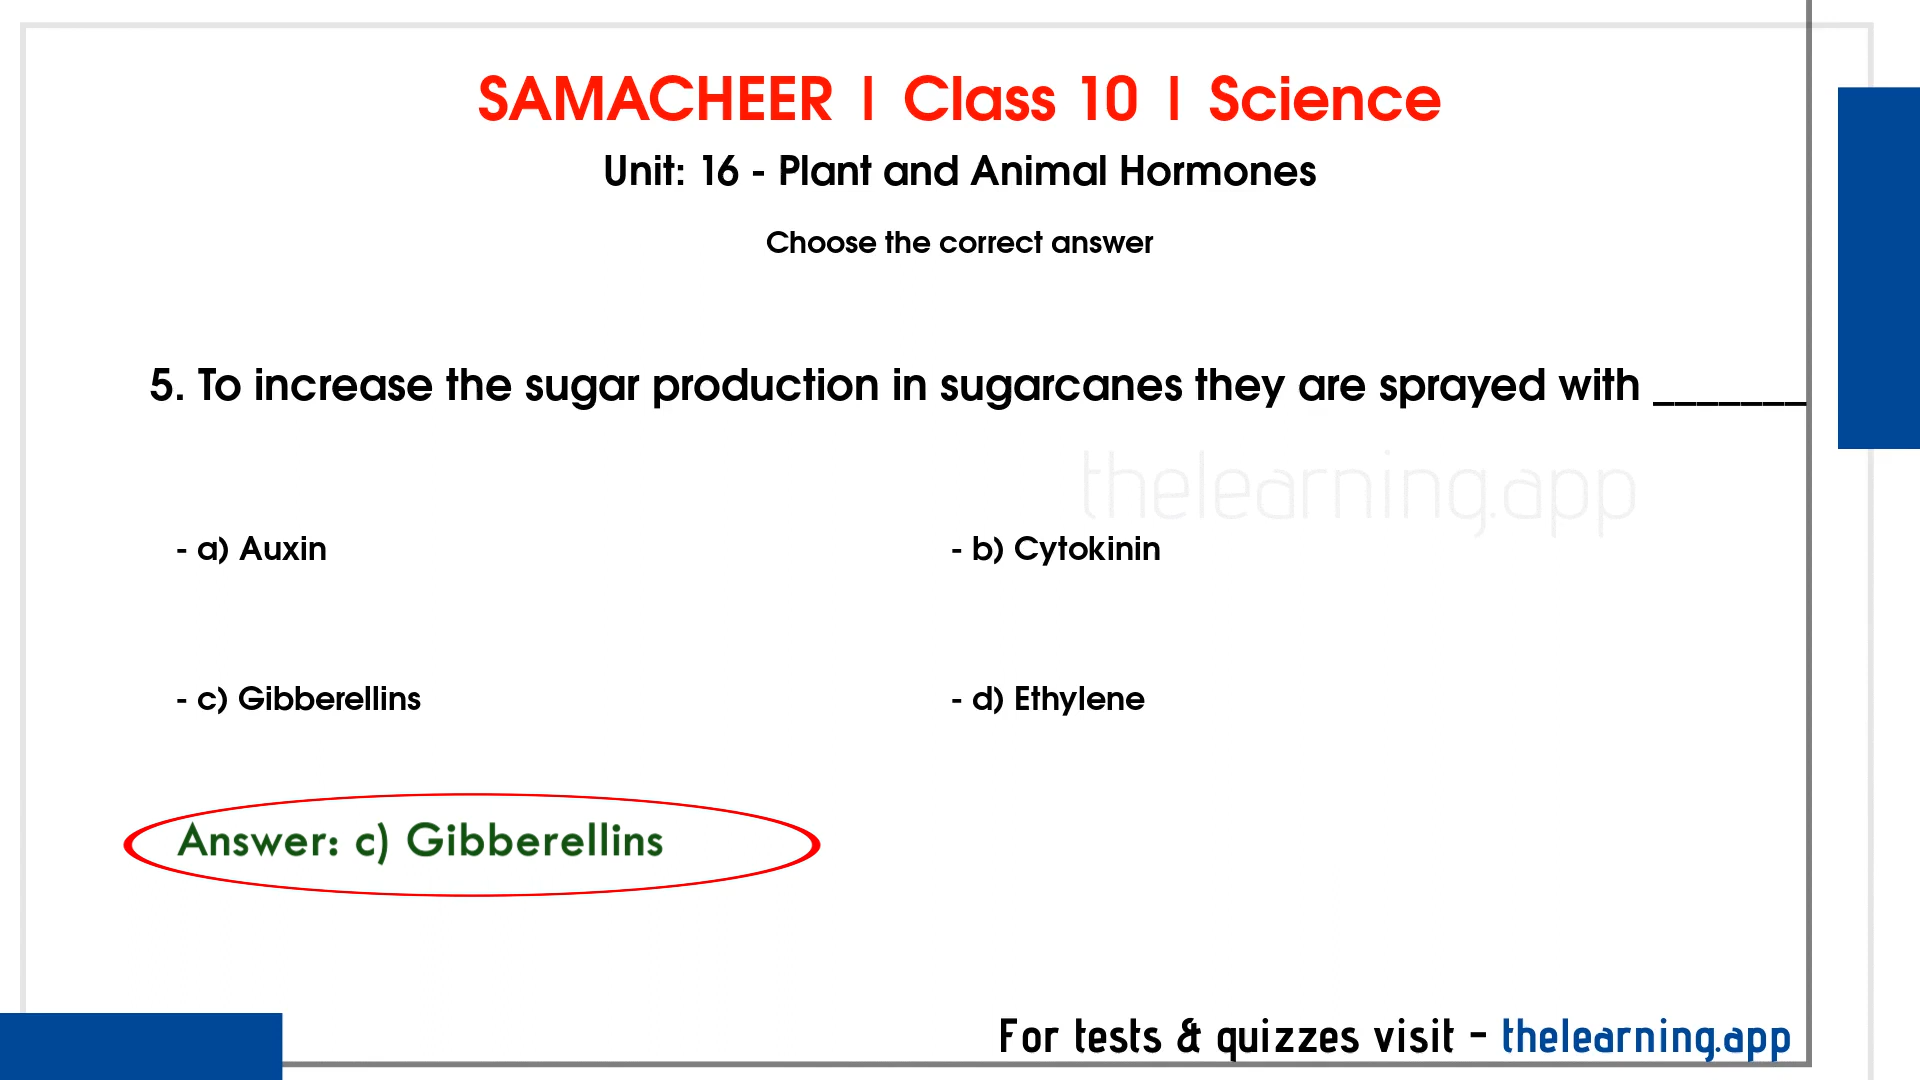 SAMACHEER | Class 10 | Science
Unit: 16 - Plant and Animal Hormones
Choose the correct answer
5. To increase the sugar production in sugarcanes they are sprayed with _______
thelearning.app
- a) Auxin
- b) Cytokinin
- c) Gibberellins
- d) Ethylene
Answer: c) Gibberellins
For tests & quizzes visit - thelearning.app